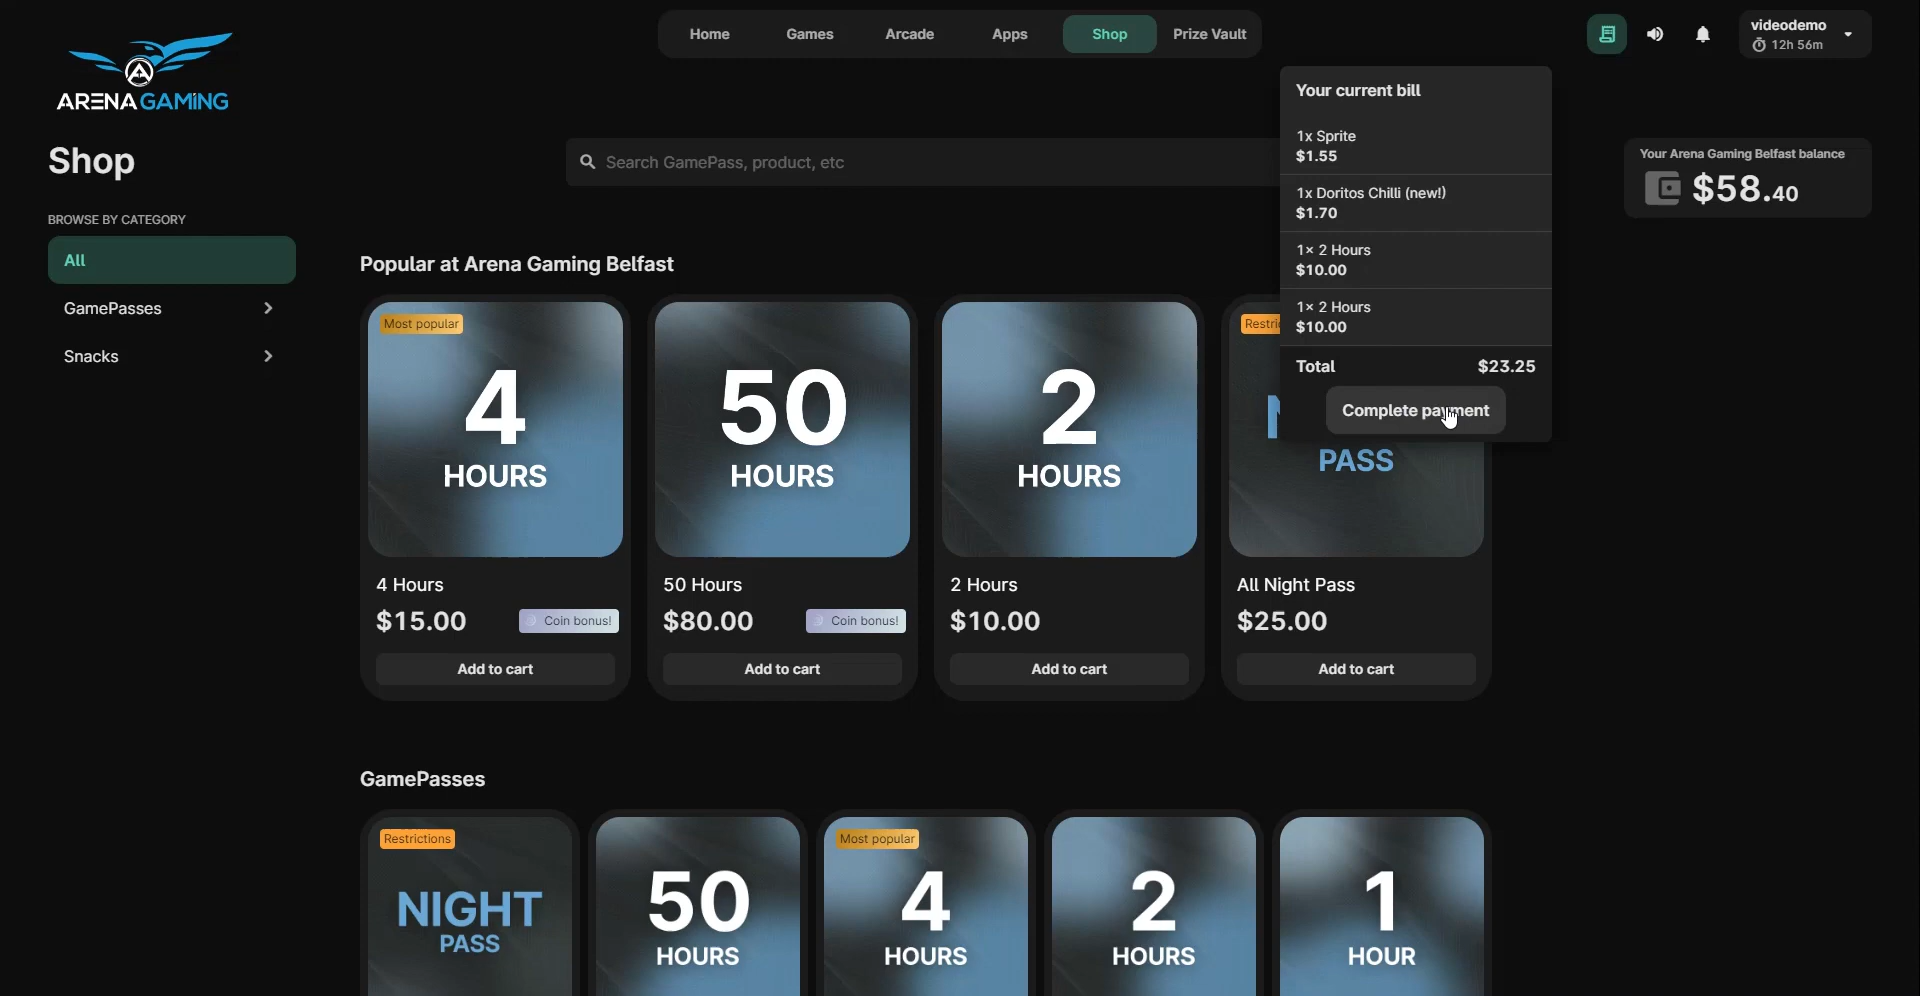 ARENA GAMING
Home
Games
Arcade
Apps
Shop
Prize Vault
videodemo
12h 56m
Your current bill
1x Sprite
$1.55
1x Doritos Chilli (new!)
$1.70
1× 2 Hours
$10.00
1× 2 Hours
$10.00
Total $23.25
Complete payment
Shop
Search GamePass, product, etc
Your Arena Gaming Belfast balance
$58.40
BROWSE BY CATEGORY
All
GamePasses
Snacks
Popular at Arena Gaming Belfast
Most popular
4
HOURS
4 Hours
$15.00
Coin bonus!
Add to cart
50
HOURS
50 Hours
$80.00
Coin bonus!
Add to cart
2
HOURS
2 Hours
$10.00
Add to cart
PASS
All Night Pass
$25.00
Add to cart
GamePasses
Restrictions
NIGHT
PASS
50
HOURS
Most popular
4
HOURS
2
HOURS
1
HOUR